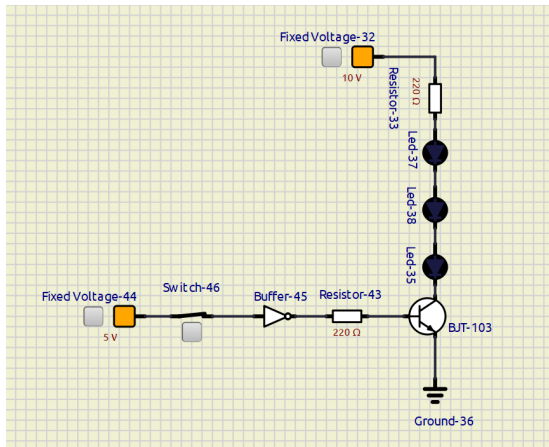 Fixed Voltage-32
10 V
Resistor-33
220 Ω
Led-37
Led-38
Led-35
Fixed Voltage-44
5 V
Switch-46
Buffer-45
Resistor-43
220 Ω
BJT-103
Ground-36